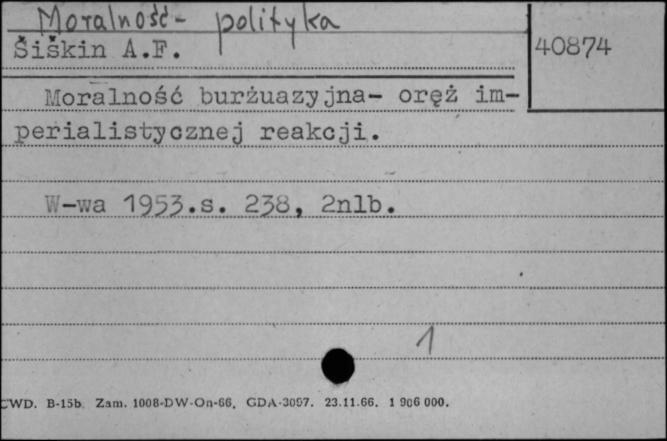 Moralność - polityka
Šiškin A.F.
40874
Moralność burżuazyjna- oręż im-
perialistycznej reakcji.
W-wa 1953.s. 238, 2nlb.
1
CWD. B-15b. Zam. 1008-DW-On-66. GDA-3097. 23.11.66. 1 906 000.